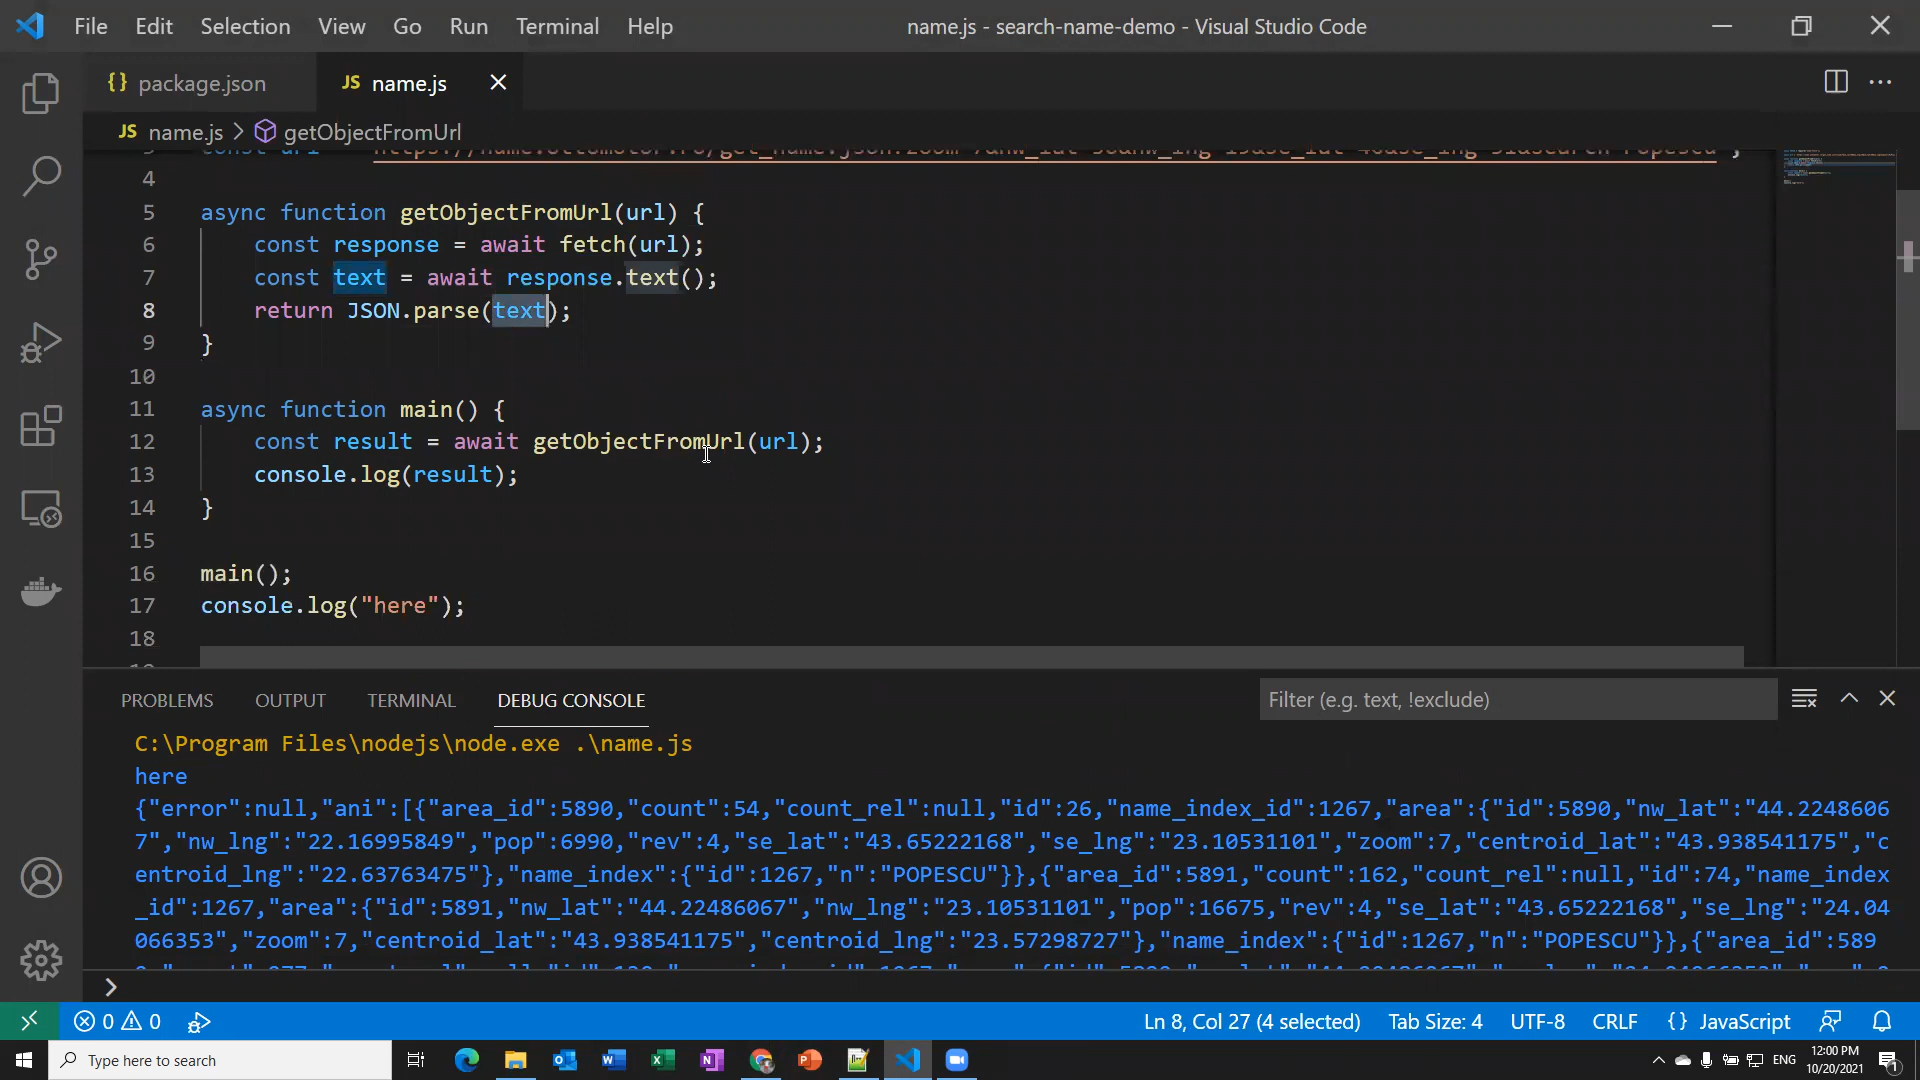 File Edit Selection View Go Run Terminal Help
name.js - search-name-demo - Visual Studio Code
{} package.json
JS name.js
JS name.js > getObjectFromUrl
4
5 async function getObjectFromUrl(url) {
6 const response = await fetch(url);
7 const text = await response.text();
8 return JSON.parse(text);
9 }
10
11 async function main() {
12 const result = await getObjectFromUrl(url);
13 console.log(result);
14 }
15
16 main();
17 console.log("here");
18
PROBLEMS OUTPUT TERMINAL DEBUG CONSOLE
Filter (e.g. text, !exclude)
C:\Program Files\nodejs\node.exe .\name.js
here
{"error":null,"ani":[{"area_id":5890,"count":54,"count_rel":null,"id":26,"name_index_id":1267,"area":{"id":5890,"nw_lat":"44.2248606
7","nw_lng":"22.16995849","pop":6990,"rev":4,"se_lat":"43.65222168","se_lng":"23.10531101","zoom":7,"centroid_lat":"43.938541175","c
entroid_lng":"22.63763475"},"name_index":{"id":1267,"n":"POPESCU"}},{"area_id":5891,"count":162,"count_rel":null,"id":74,"name_index
_id":1267,"area":{"id":5891,"nw_lat":"44.22486067","nw_lng":"23.10531101","pop":16675,"rev":4,"se_lat":"43.65222168","se_lng":"24.04
066353","zoom":7,"centroid_lat":"43.938541175","centroid_lng":"23.57298727"},"name_index":{"id":1267,"n":"POPESCU"}},{"area_id":589
>
0 0
Ln 8, Col 27 (4 selected) Tab Size: 4 UTF-8 CRLF {} JavaScript
Type here to search
ENG
12:00 PM
10/20/2021
1